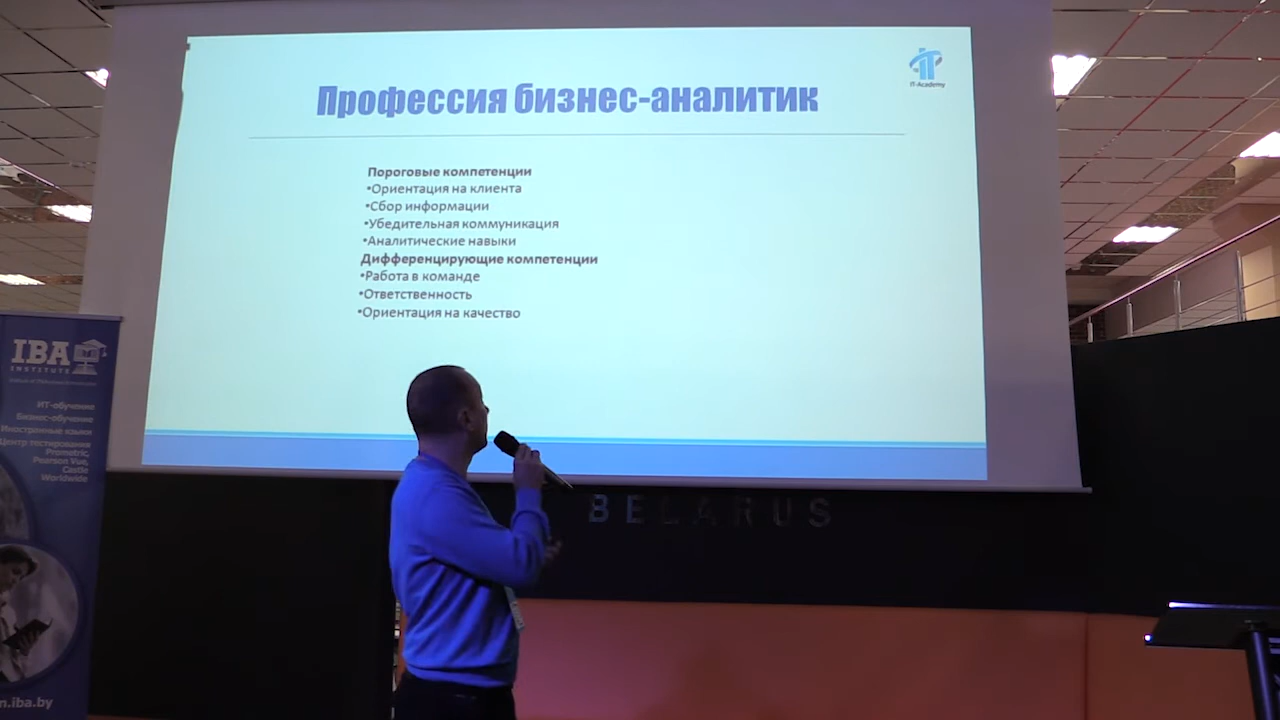 Профессия бизнес-аналитик
IT-Academy
Пороговые компетенции
•Ориентация на клиента
•Сбор информации
•Убедительная коммуникация
•Аналитические навыки
Дифференцирующие компетенции
•Работа в команде
•Ответственность
•Ориентация на качество
IBA
INSTITUTE
ИТ-обучение
Бизнес-обучение
Иностранные языки
Центр тестирования
Prometric,
Pearson Vue,
Castle
Worldwide
n.iba.by
BELARUS